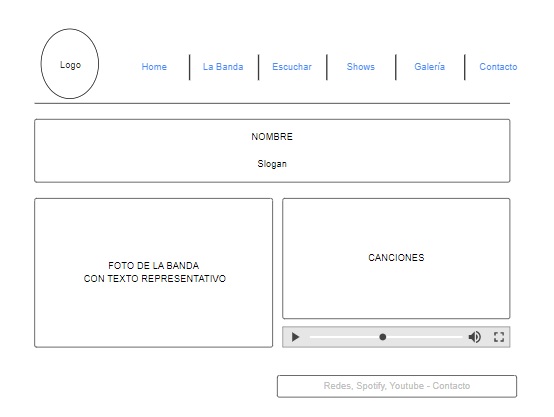 Logo
Home
La Banda
Escuchar
Shows
Galería
Contacto
NOMBRE
Slogan
FOTO DE LA BANDA
CON TEXTO REPRESENTATIVO
CANCIONES
Redes, Spotify, Youtube - Contacto